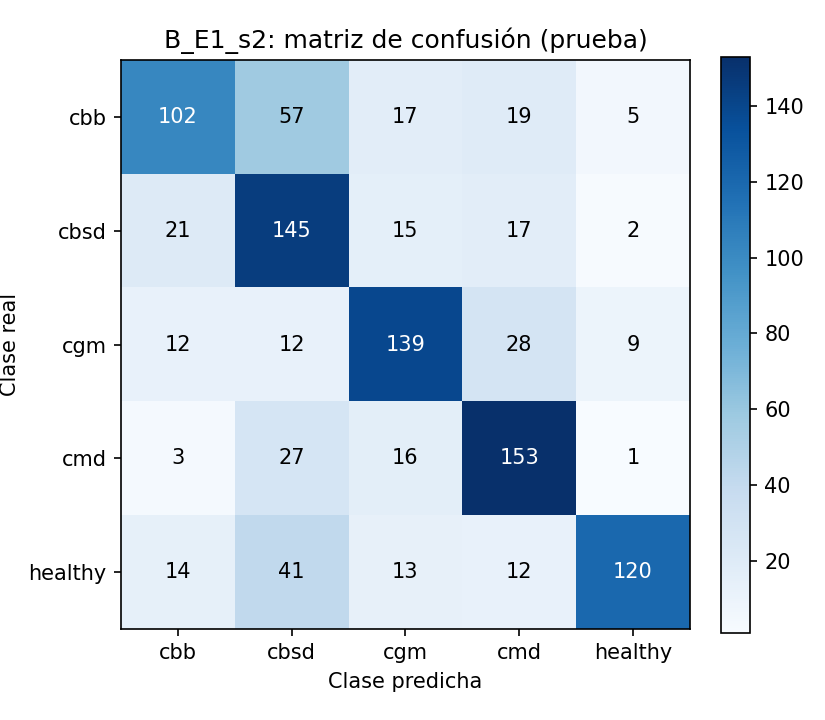 B_E1_s2: matriz de confusión (prueba)
cbb 102 57 17 19 5
cbsd 21 145 15 17 2
cgm 12 12 139 28 9
cmd 3 27 16 153 1
healthy 14 41 13 12 120
cbb cbsd cgm cmd healthy
Clase predicha
Clase real
140
120
100
80
60
40
20